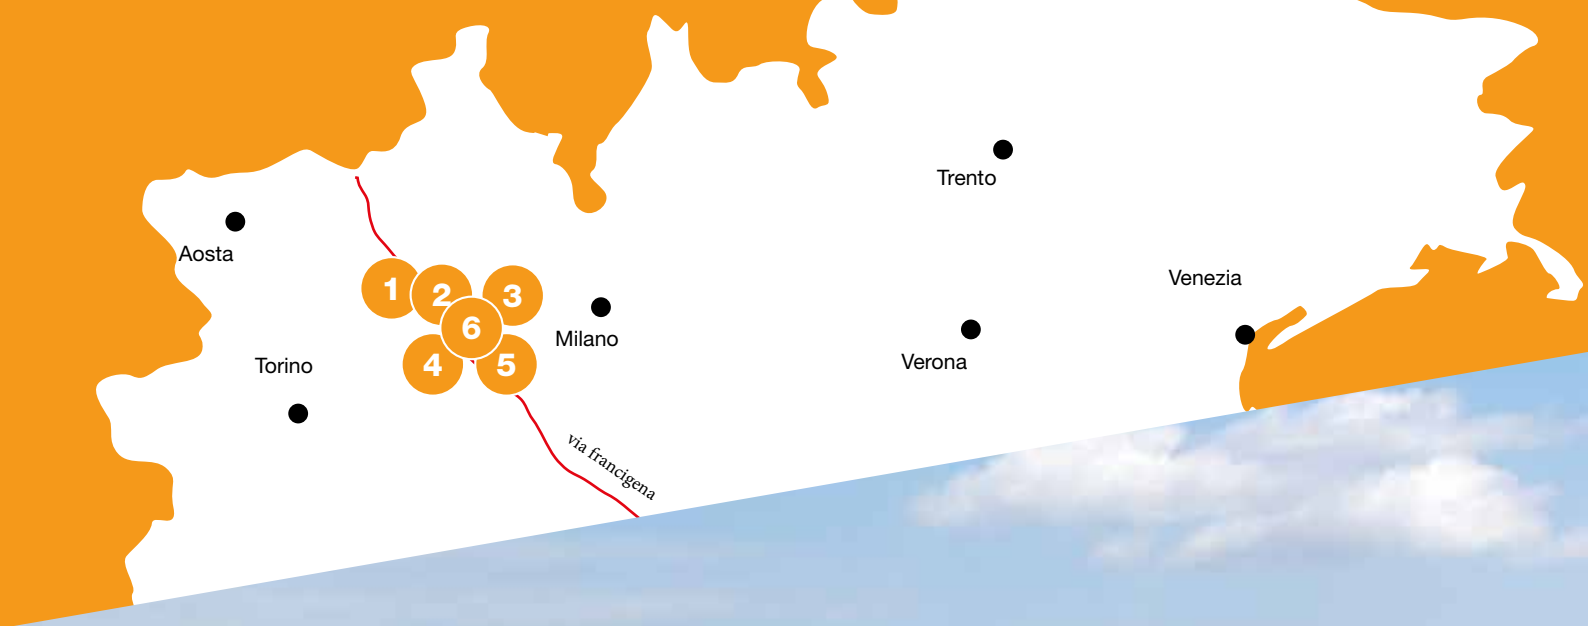 Trento
Aosta
Venezia
1
2
3
6
Milano
Verona
Torino
4
5
via francigena